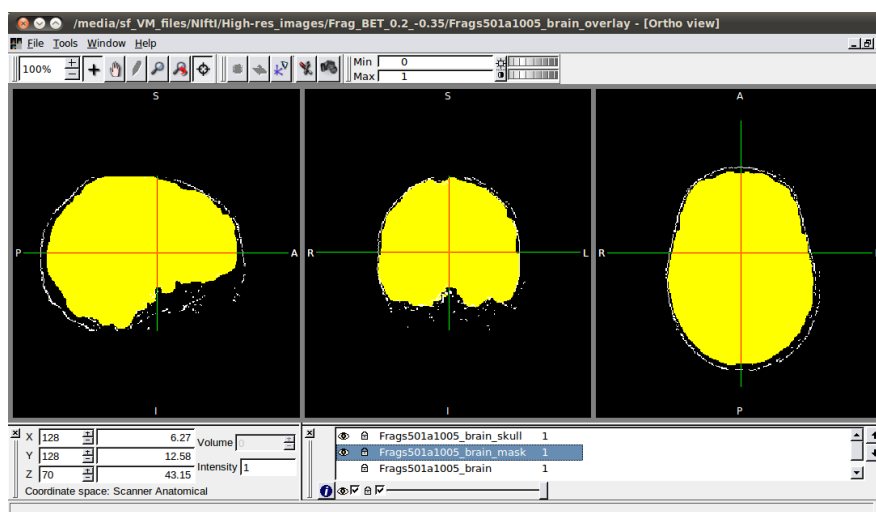 /media/sf_VM_files/NIftI/High-res_images/Frag_BET_0.2_-0.35/Frags501a1005_brain_overlay - [Ortho view]
File Tools Window Help
100%
Min 0
Max 1
S
S
A
P
A
R
L
R
I
I
P
X 128 6.27
Volume 0
Y 128 12.58
Intensity 1
Z 70 43.15
Coordinate space: Scanner Anatomical
Frags501a1005_brain_skull 1
Frags501a1005_brain_mask 1
Frags501a1005_brain 1